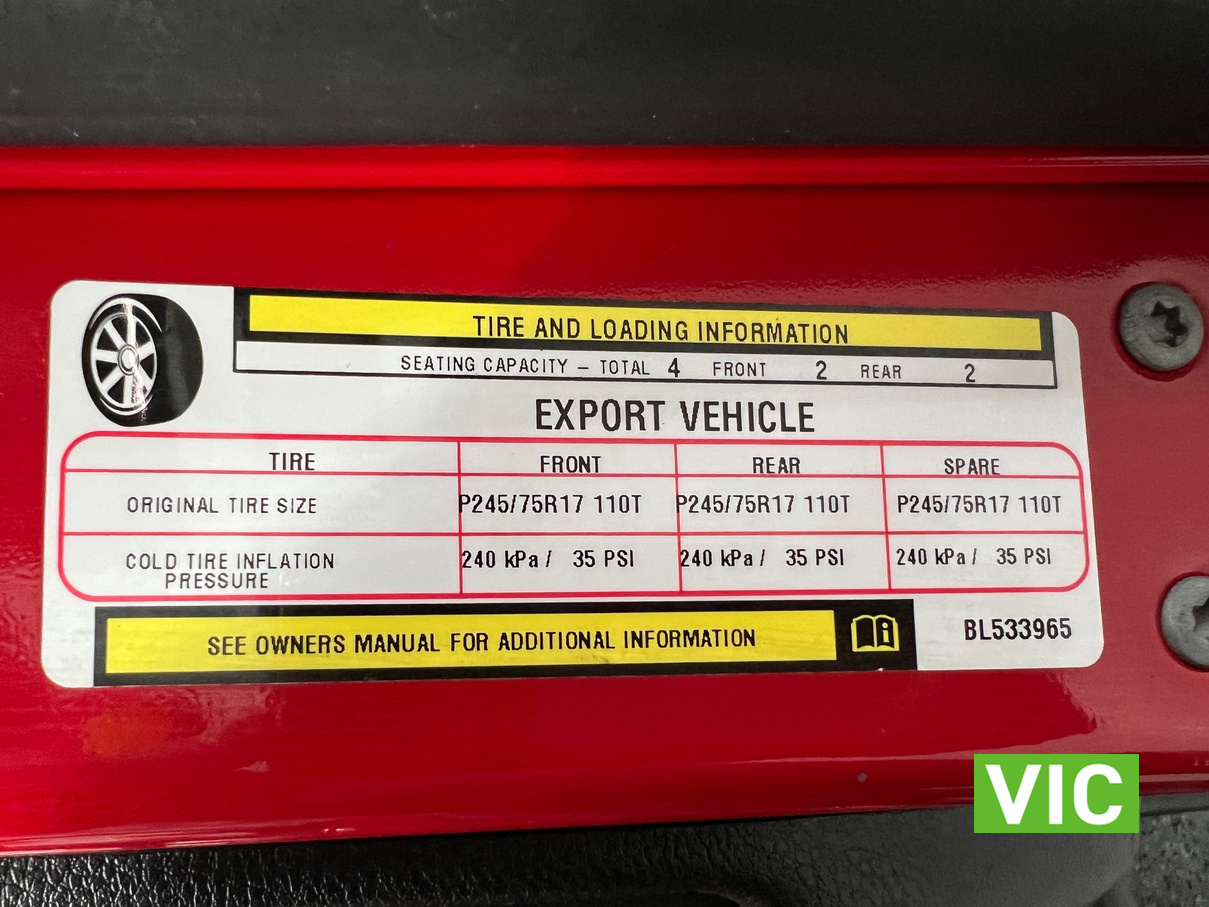 TIRE AND LOADING INFORMATION
SEATING CAPACITY – TOTAL 4 FRONT 2 REAR 2
EXPORT VEHICLE
TIRE FRONT REAR SPARE
ORIGINAL TIRE SIZE P245/75R17 110T P245/75R17 110T P245/75R17 110T
COLD TIRE INFLATION PRESSURE 240 kPa / 35 PSI 240 kPa / 35 PSI 240 kPa / 35 PSI
SEE OWNERS MANUAL FOR ADDITIONAL INFORMATION
BL533965
VIC